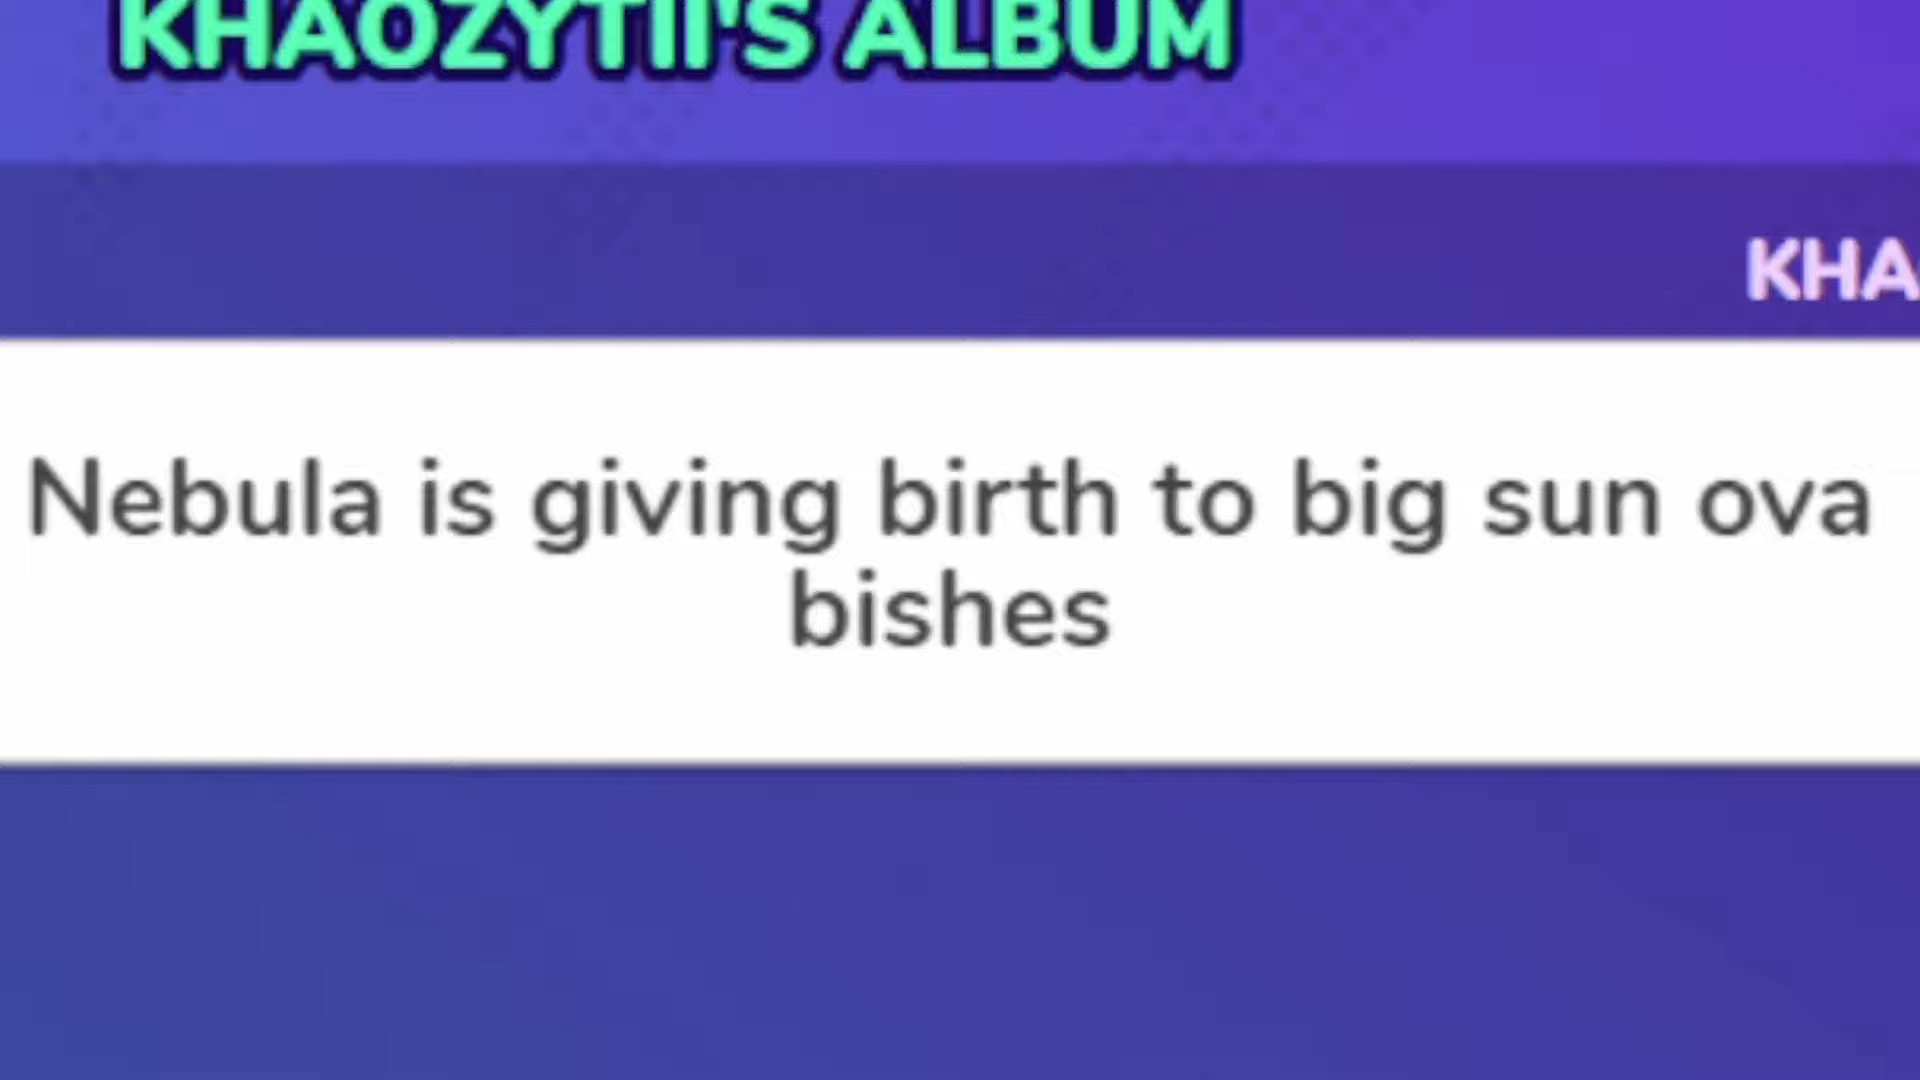 KHAOZYTII'S ALBUM
KHA
Nebula is giving birth to big sun ova
bishes